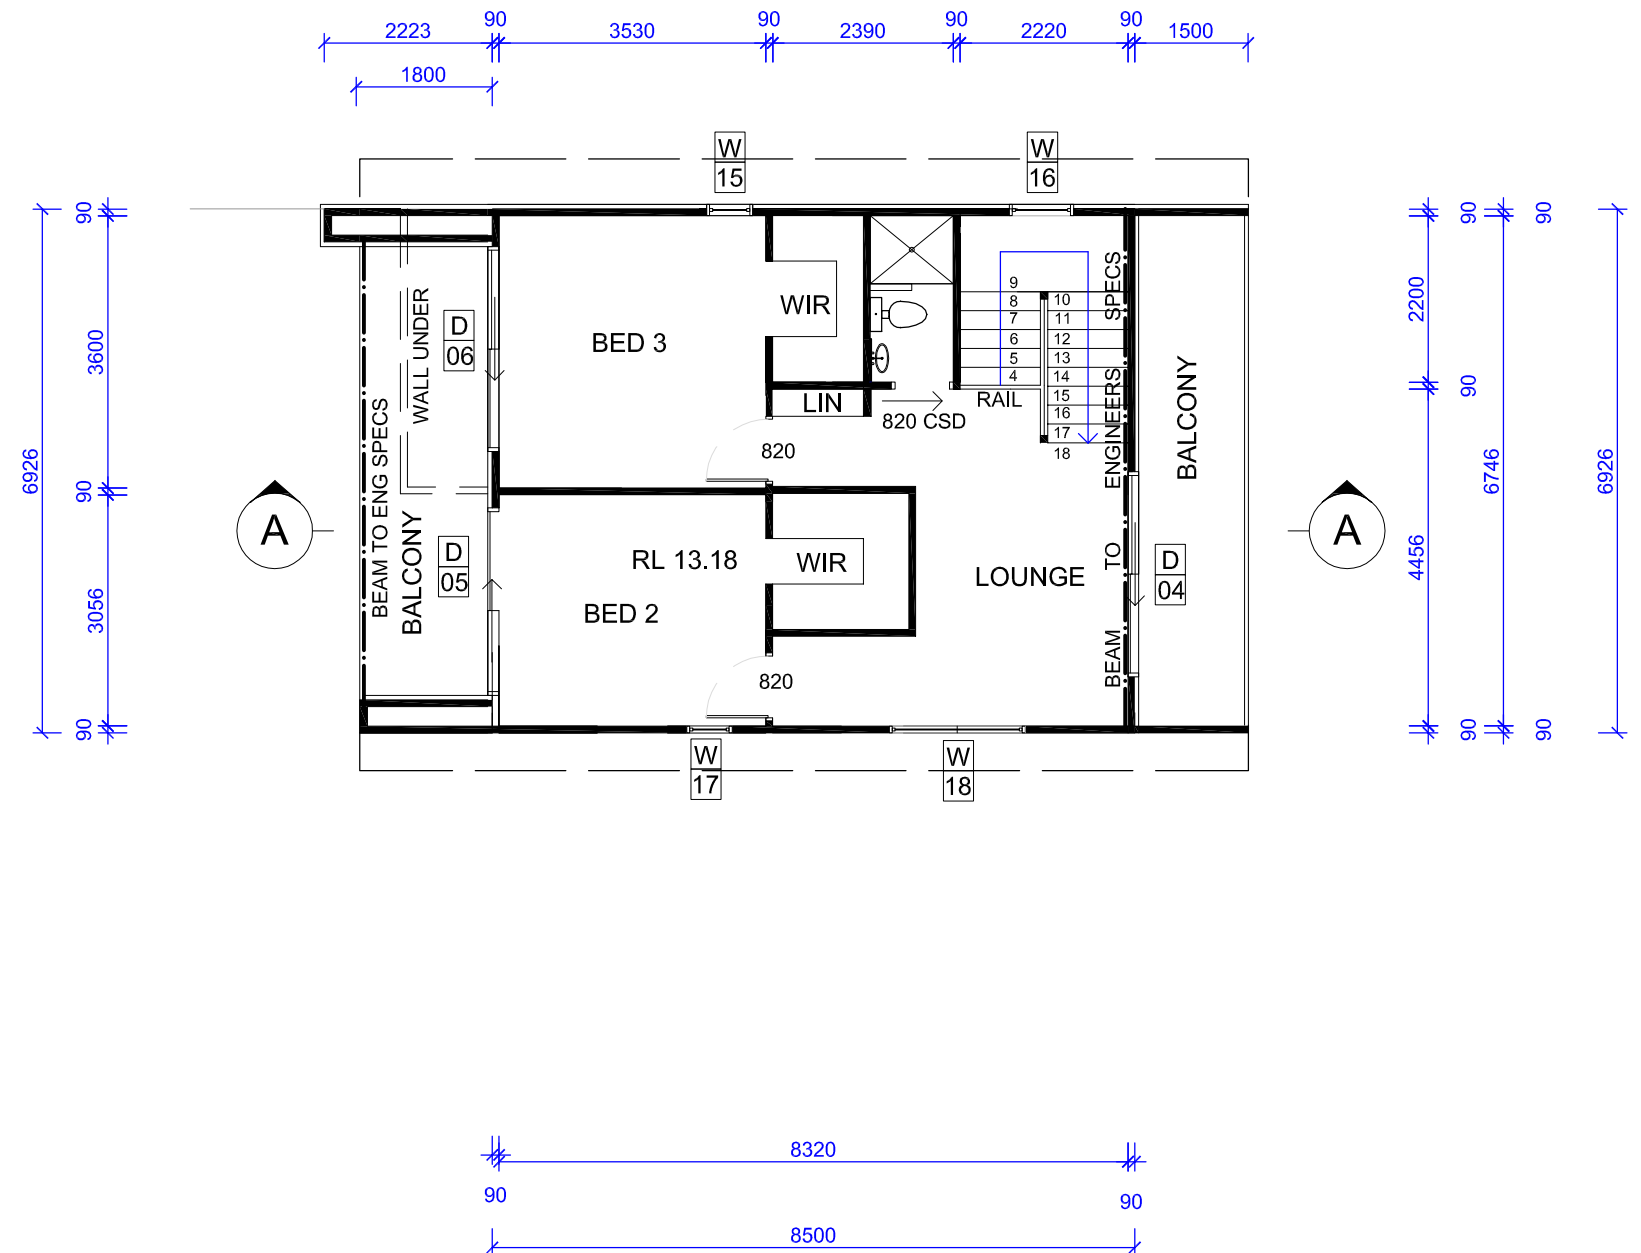 90 90 90 90
2223 3530 2390 2220 1500
1800
W
15
W
16
90
3600
90
3056
90
6926
BEAM TO ENG SPECS
BALCONY
WALL UNDER
D
06
D
05
A
BED 3
WIR
LIN
820 CSD
820
RAIL
9
8
7
6
5
4
10
11
12
13
14
15
16
17
18
BEAM TO ENGINEERS SPECS
BALCONY
RL 13.18
WIR
BED 2
820
LOUNGE
D
04
A
W
17
W
18
2200
4456
90
90
90
6746
90
90
6926
8320
90
90
8500